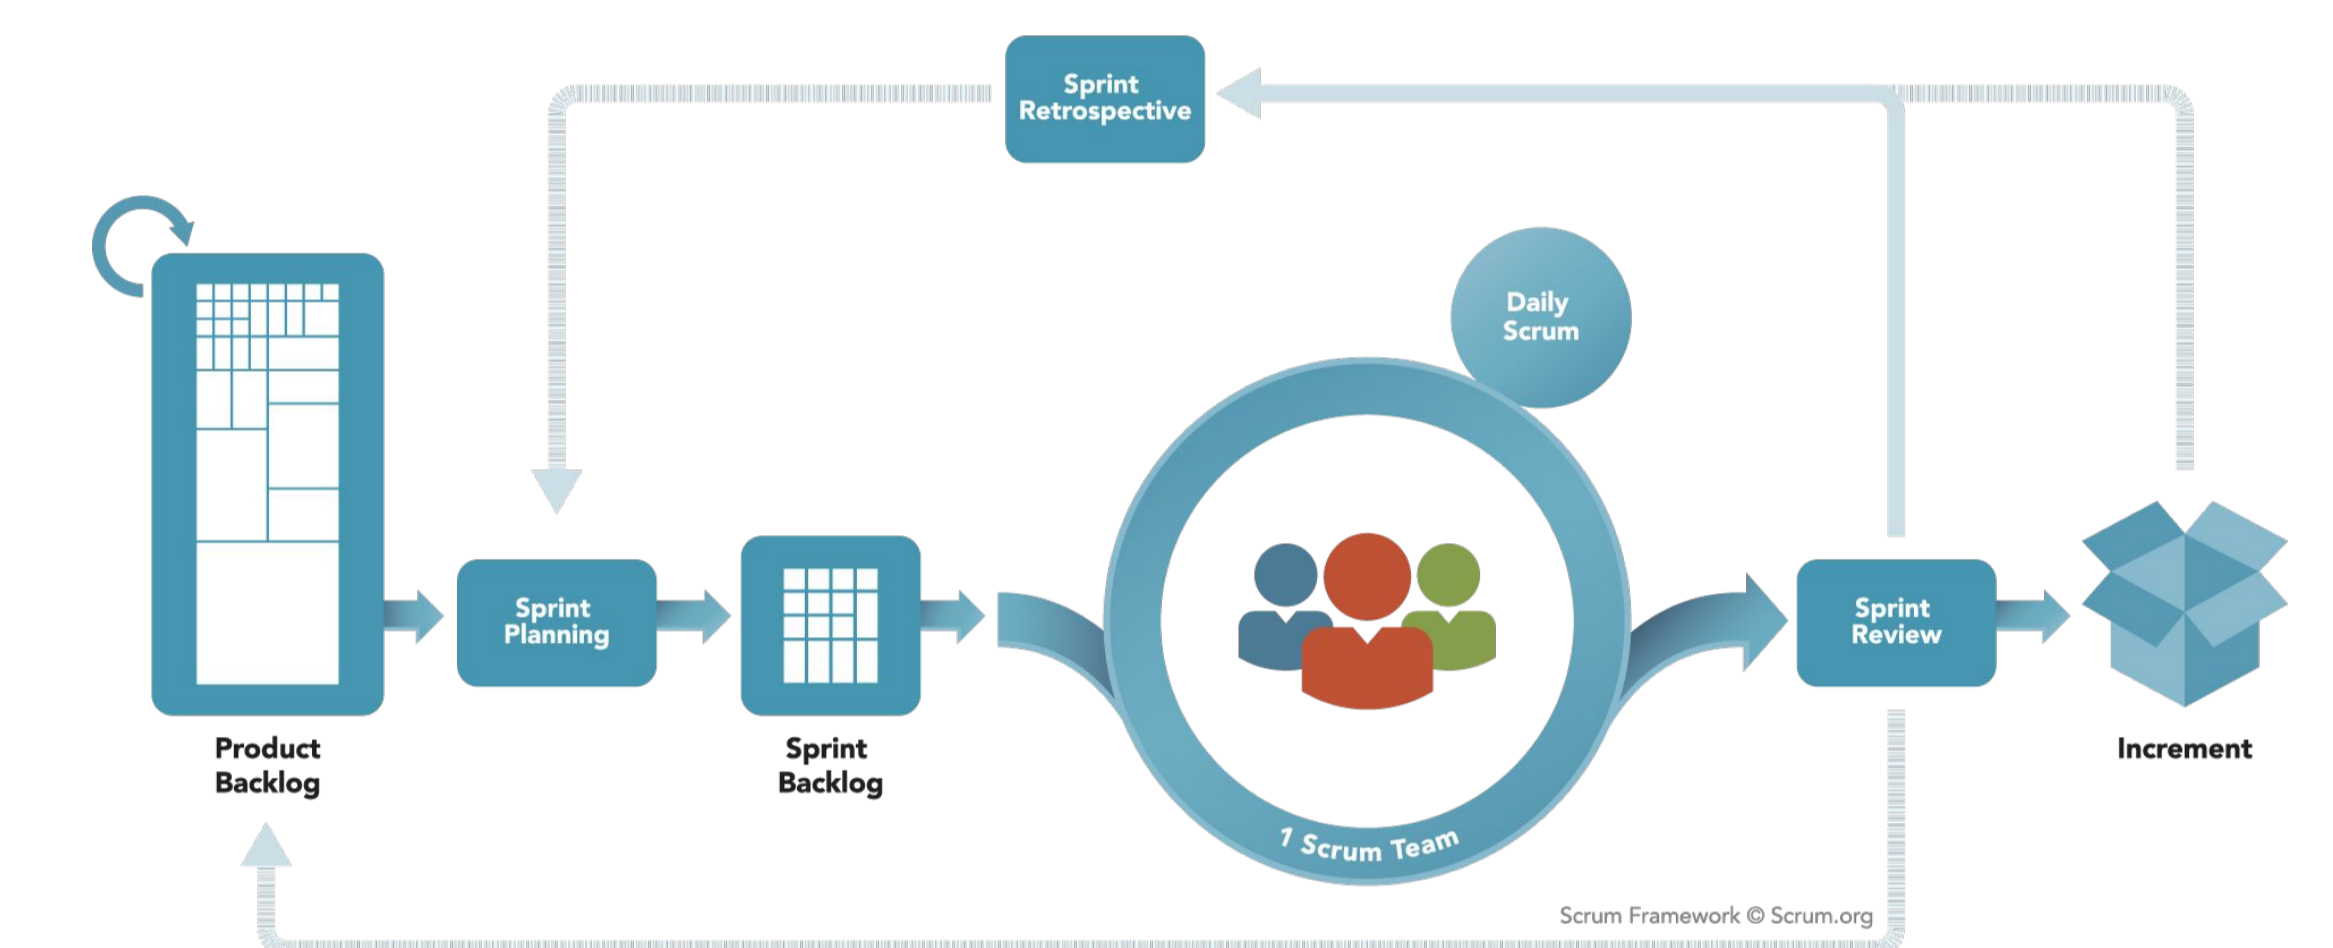 Sprint
Retrospective
Daily
Scrum
Sprint
Planning
Sprint
Review
Product
Backlog
Sprint
Backlog
Increment
1 Scrum Team
Scrum Framework © Scrum.org